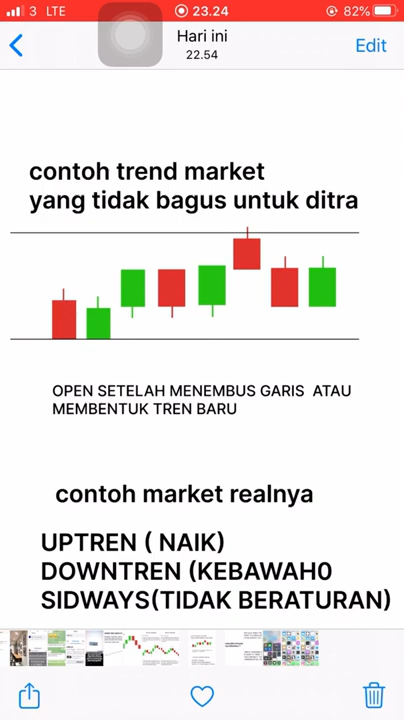 3 LTE 23.24 82%
Hari ini
22.54
Edit
contoh trend market
yang tidak bagus untuk ditra
OPEN SETELAH MENEMBUS GARIS ATAU
MEMBENTUK TREN BARU
contoh market realnya
UPTREN ( NAIK)
DOWNTREN (KEBAWAH0
SIDWAYS(TIDAK BERATURAN)